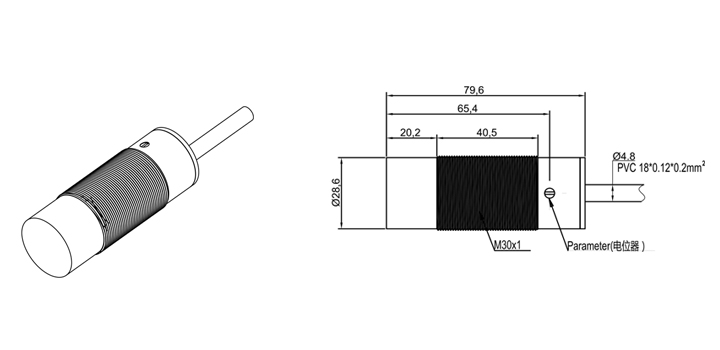 79,6
65,4
20,2
40,5
Ø28,6
Ø4.8
PVC 18*0.12*0.2mm²
M30x1
Parameter(电位器)